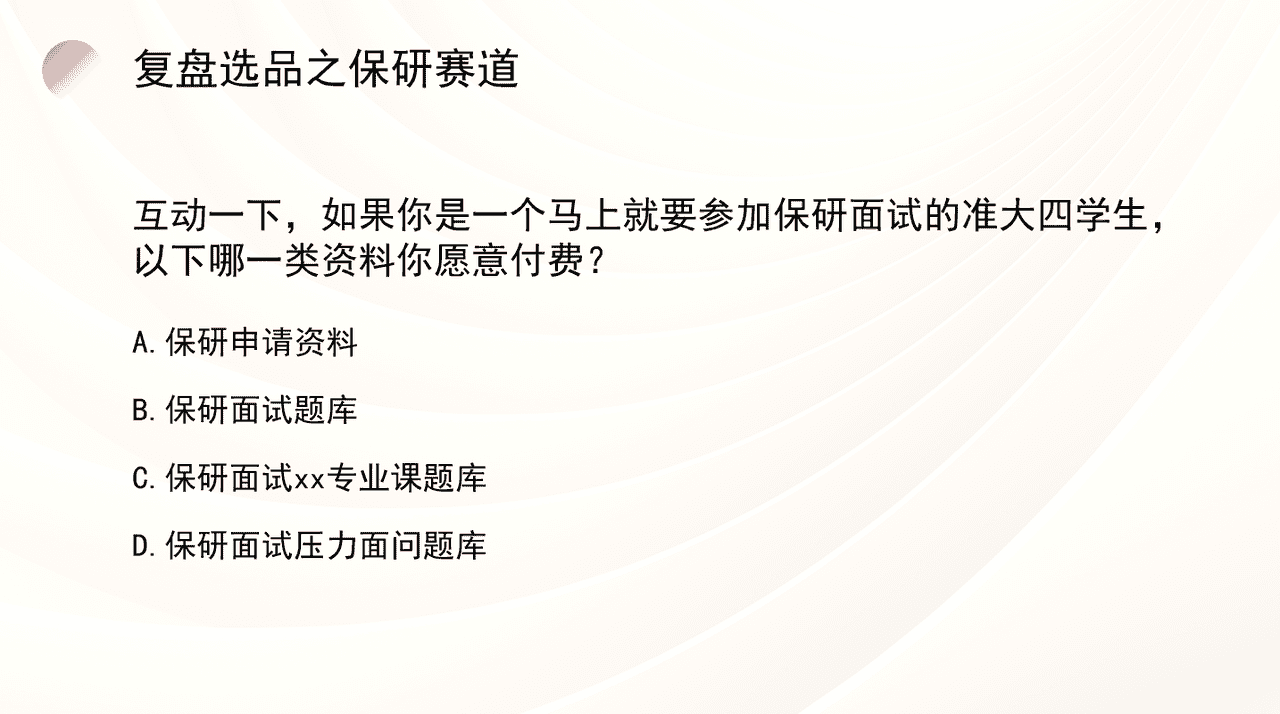 复盘选品之保研赛道
互动一下，如果你是一个马上就要参加保研面试的准大四学生，
以下哪一类资料你愿意付费？
A. 保研申请资料
B. 保研面试题库
C. 保研面试xx专业课题库
D. 保研面试压力面问题库